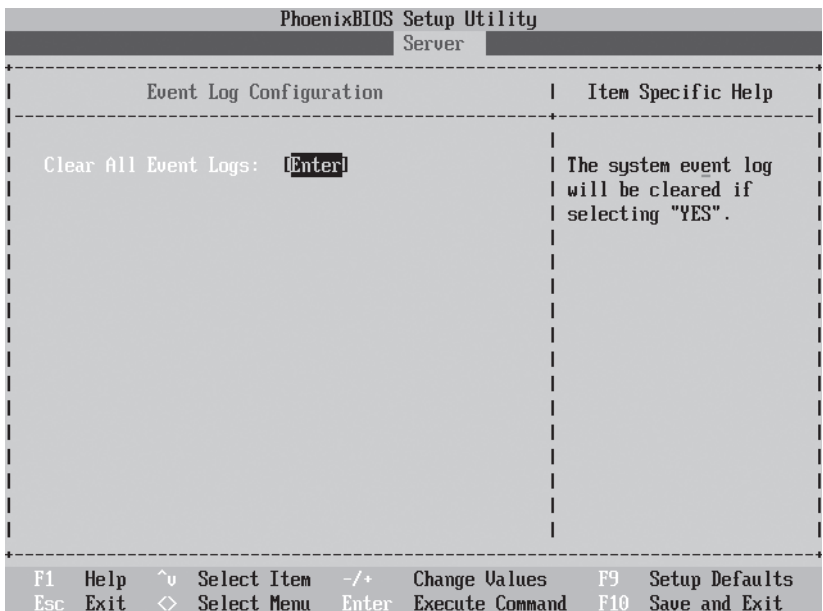 PhoenixBIOS Setup Utility
Server
Event Log Configuration
Item Specific Help
Clear All Event Logs: [Enter]
The system event log
will be cleared if
selecting "YES".
F1 Help ^v Select Item -/+ Change Values F9 Setup Defaults
Esc Exit <> Select Menu Enter Execute Command F10 Save and Exit